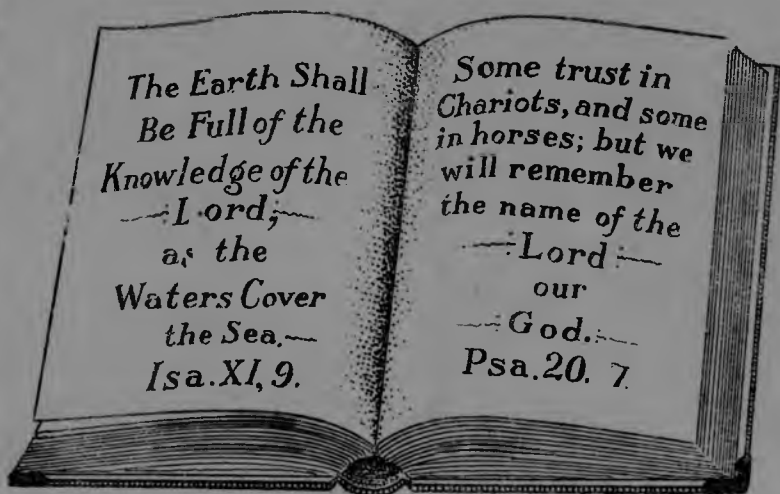 The Earth Shall
Be Full of the
Knowledge of the
Lord;
as the
Waters Cover
the Sea.
Isa.XI, 9.
Some trust in
Chariots, and some
in horses; but we
will remember
the name of the
Lord
our
God.
Psa.20. 7